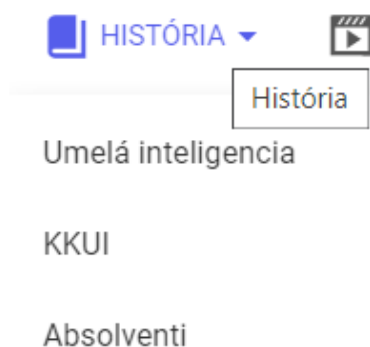 HISTÓRIA
História
Umelá inteligencia
KKUI
Absolventi